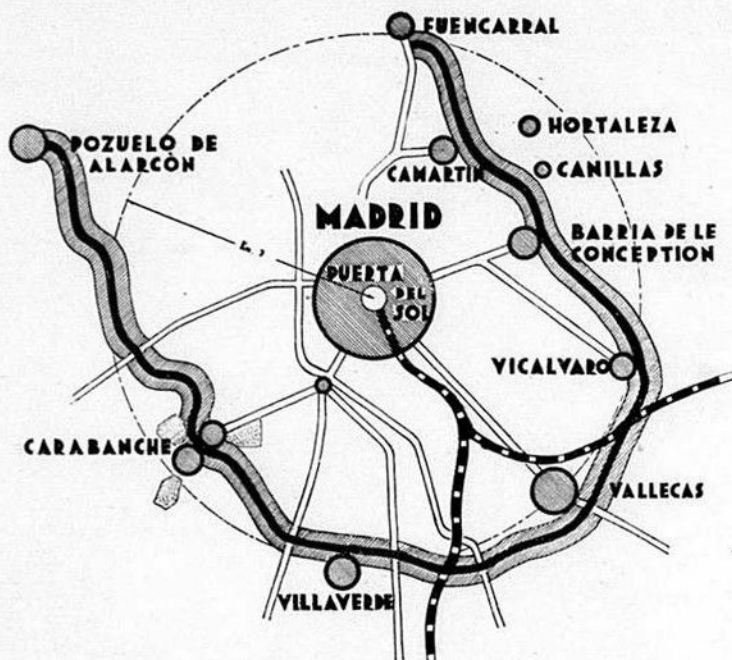 FUENCARRAL
HORTALEZA
POZUELO DE
ALARCÒN
CAMARTIN
CANILLAS
MADRID
BARRIA DE LE
CONCEPTION
PUERTA
DEL
SOL
VICALVARO
CARABANCHE
VALLECAS
VILLAVERDE